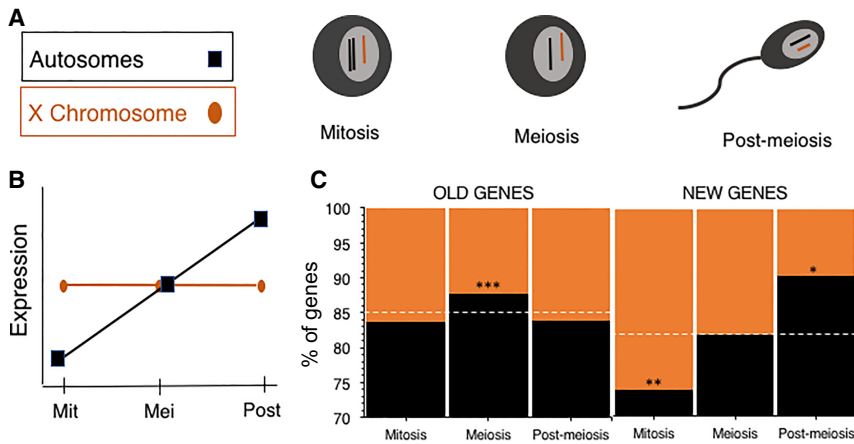 A
Autosomes
X Chromosome
Mitosis
Meiosis
Post-meiosis
B
Expression
Mit
Mei
Post
C
OLD GENES
NEW GENES
% of genes
100
95
90
85
80
75
70
***
**
*
Mitosis
Meiosis
Post-meiosis
Mitosis
Meiosis
Post-meiosis